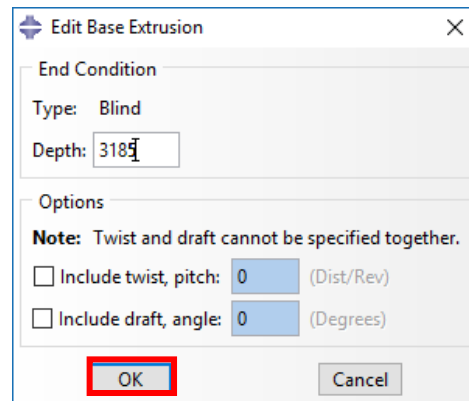 Edit Base Extrusion
End Condition
Type: Blind
Depth: 3185
Options
Note: Twist and draft cannot be specified together.
Include twist, pitch: 0 (Dist/Rev)
Include draft, angle: 0 (Degrees)
OK Cancel